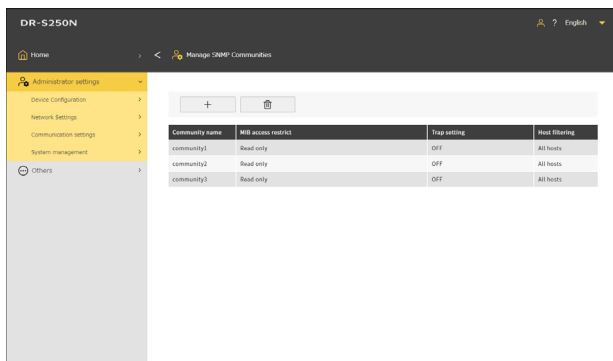 DR-S250N
? English
Home
< Manage SNMP Communities
Administrator settings
Device Configuration
Network Settings
Communication settings
System management
Others
+
Community name MIB access restrict Trap setting Host filtering
community1 Read only OFF All hosts
community2 Read only OFF All hosts
community3 Read only OFF All hosts